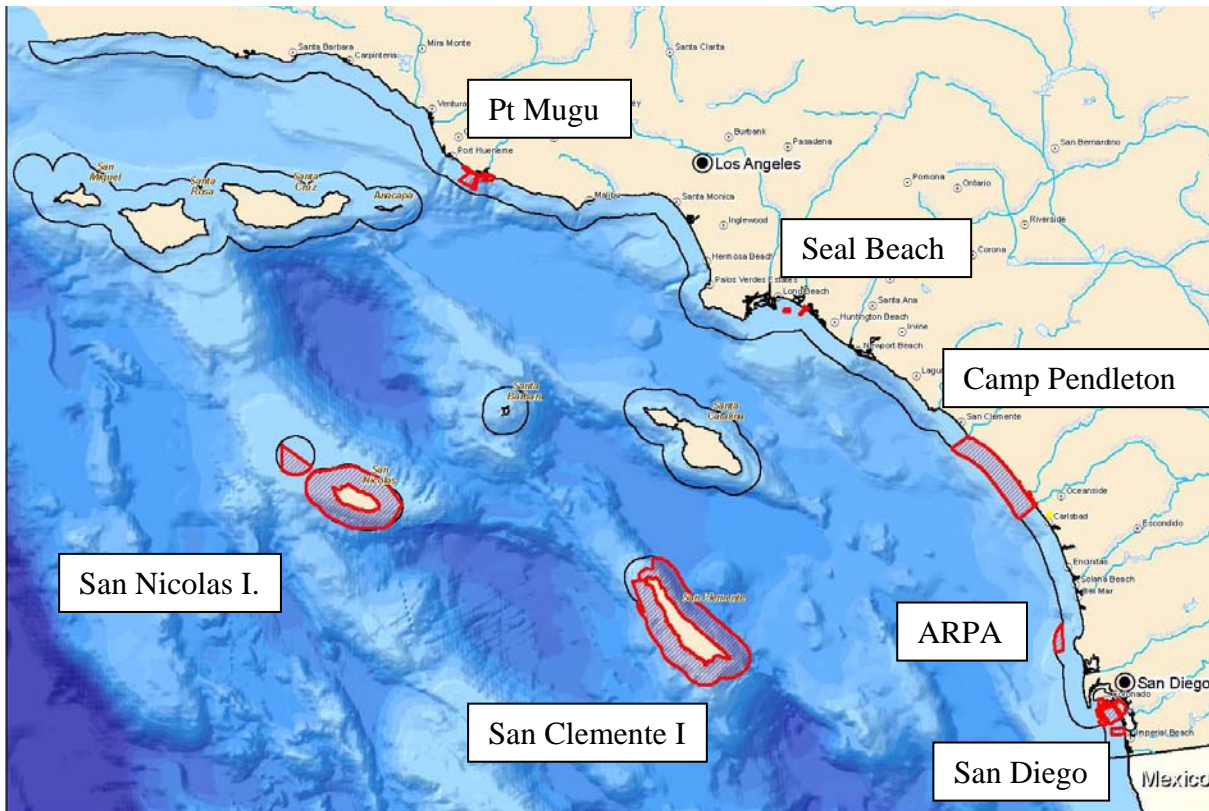 Santa Barbara
Carpinteria
Mira Monte
Santa Clarita
Ventura
Pt Mugu
Port Hueneme
Burbank
Pasadena
San Bernardino
Los Angeles
San
Miguel
Santa
Rosa
Santa
Cruz
Anacapa
Pomona
Ontario
Malibu
Santa Monica
Inglewood
Riverside
Seal Beach
Corona
Hermosa Beach
Palos Verdes Estates
Long Beach
Santa Ana
Huntington Beach
Irvine
Newport Beach
Camp Pendleton
Santa
Barbara
Santa
Catalina
San Clemente
San
Nicolas
Oceanside
Carlsbad
Escondido
San Nicolas I.
Encinitas
Solana Beach
Del Mar
San Clemente
ARPA
San Diego
San Clemente I
Imperial Beach
San Diego
Mexico